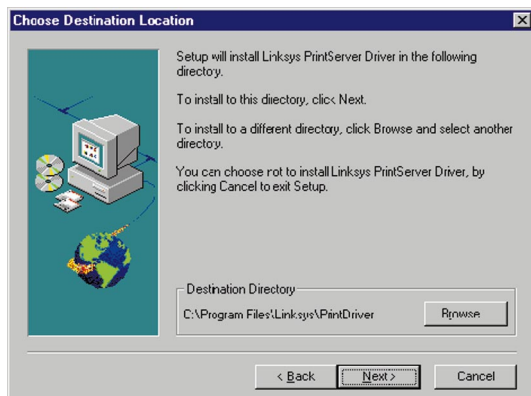 Choose Destination Location
Setup will install Linksys PrintServer Driver in the following
directory.
To install to this directory, click Next.
To install to a different directory, click Browse and select another
directory.
You can choose not to install Linksys PrintServer Driver, by
clicking Cancel to exit Setup.
Destination Directory
C:\Program Files\Linksys\PrintDriver
Browse
< Back
Next >
Cancel